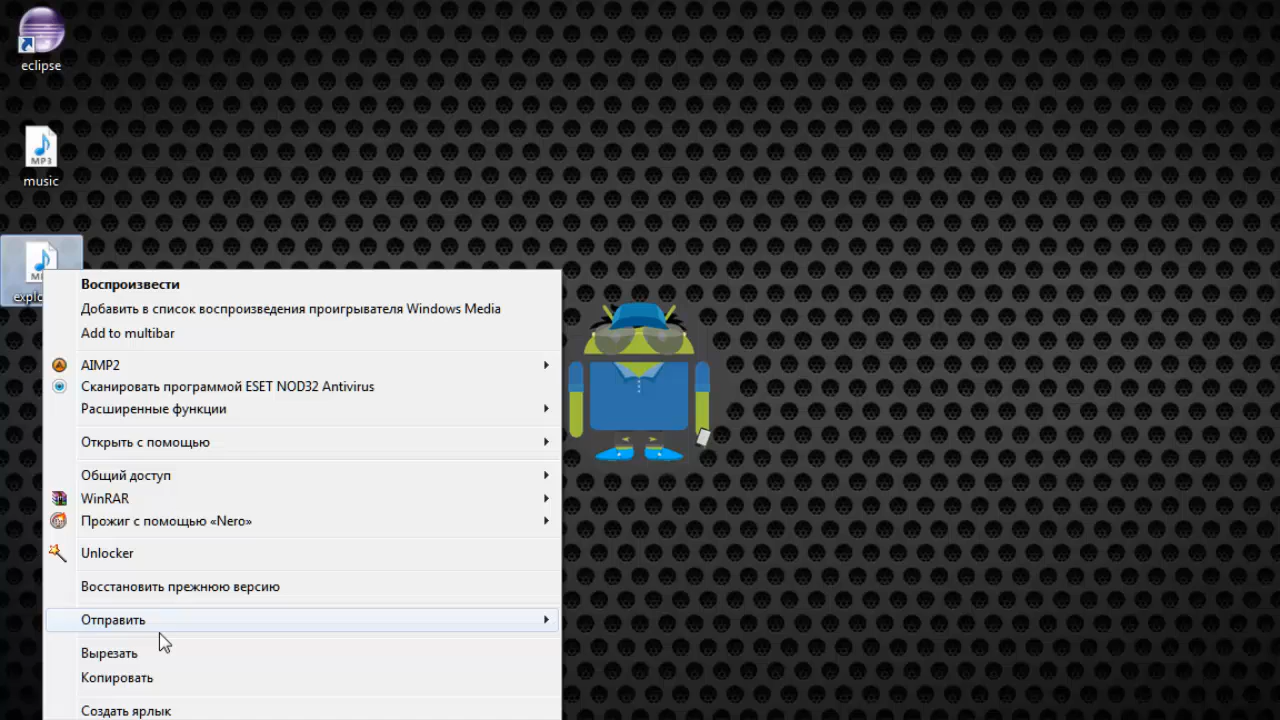 eclipse
MP3
music
Воспроизвести
Добавить в список воспроизведения проигрывателя Windows Media
Add to multibar
AIMP2
Сканировать программой ESET NOD32 Antivirus
Расширенные функции
Открыть с помощью
Общий доступ
WinRAR
Прожиг с помощью «Nero»
Unlocker
Восстановить прежнюю версию
Отправить
Вырезать
Копировать
Создать ярлык